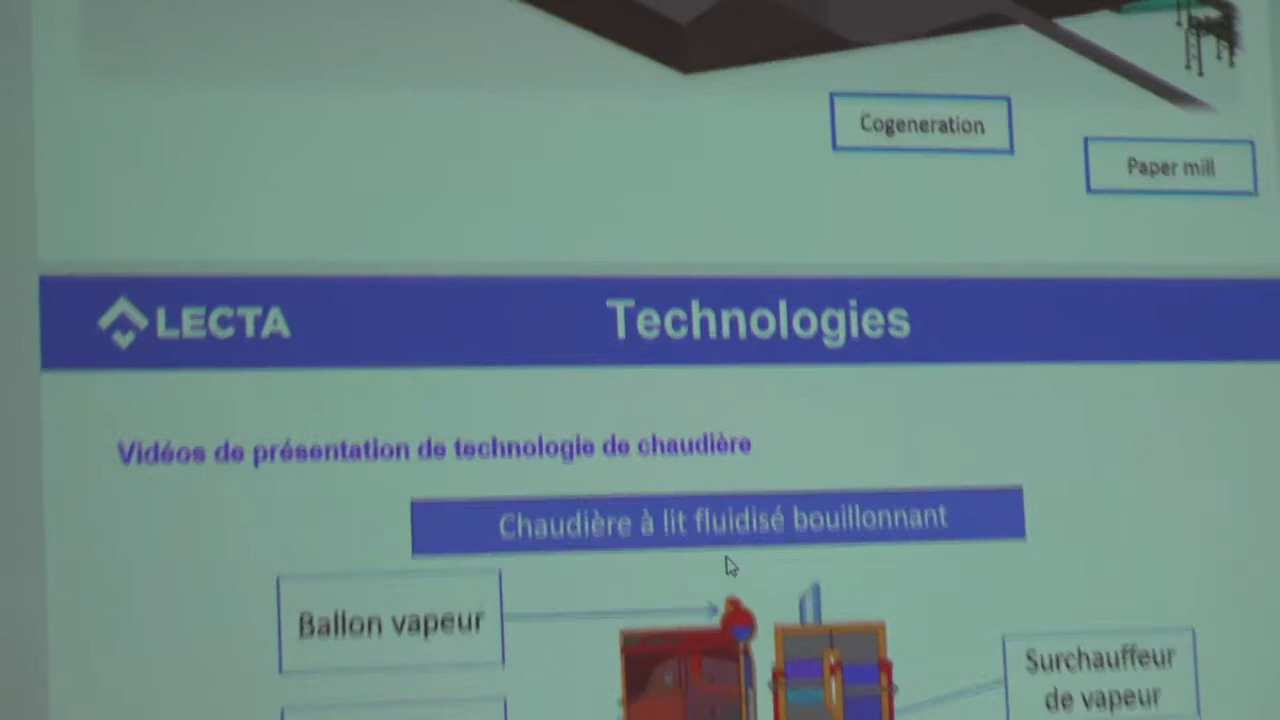 Cogeneration
Paper mill
LECTA
Technologies
Vidéos de présentation de technologie de chaudière
Chaudière à lit fluidisé bouillonnant
Ballon vapeur
Surchauffeur
de vapeur